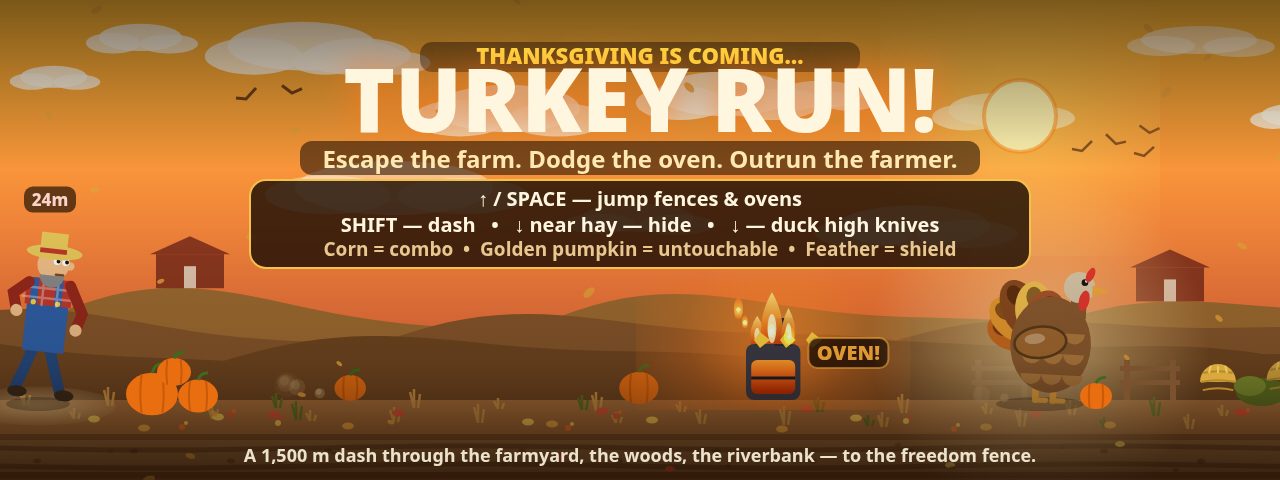 THANKSGIVING IS COMING...
TURKEY RUN!
Escape the farm. Dodge the oven. Outrun the farmer.
24m
↑ / SPACE — jump fences & ovens
SHIFT — dash • ↓ near hay — hide • ↓ — duck high knives
Corn = combo • Golden pumpkin = untouchable • Feather = shield
OVEN!
A 1,500 m dash through the farmyard, the woods, the riverbank — to the freedom fence.